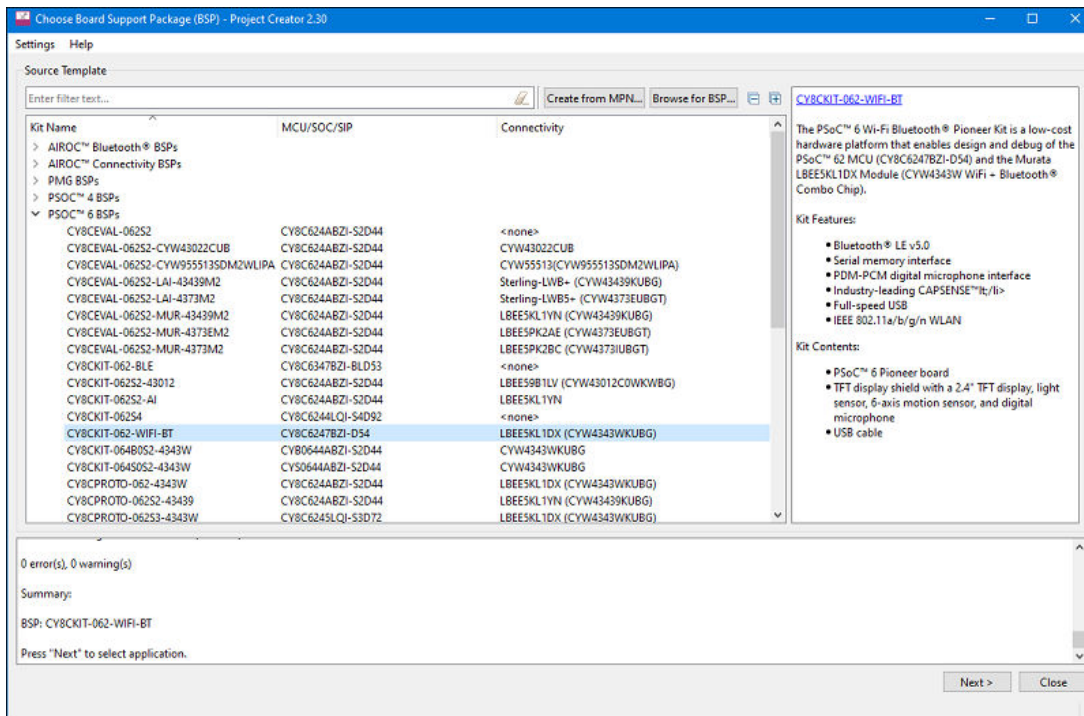 Choose Board Support Package (BSP) - Project Creator 2.30
Settings Help
Source Template
Enter filter text...
Create from MPN... Browse for BSP...
Kit Name MCU/SOC/SIP Connectivity
AIROC™ Bluetooth® BSPs
AIROC™ Connectivity BSPs
PMG BSPs
PSOC™ 4 BSPs
PSOC™ 6 BSPs
CY8CEVAL-062S2 CY8C624ABZI-S2D44 <none>
CY8CEVAL-062S2-CYW43022CUB CY8C624ABZI-S2D44 CYW43022CUB
CY8CEVAL-062S2-CYW955513SDM2WLIPA CY8C624ABZI-S2D44 CYW55513(CYW955513SDM2WLIPA)
CY8CEVAL-062S2-LAI-43439M2 CY8C624ABZI-S2D44 Sterling-LWB+ (CYW43439KUBG)
CY8CEVAL-062S2-LAI-4373M2 CY8C624ABZI-S2D44 Sterling-LWB5+ (CYW4373EUBGT)
CY8CEVAL-062S2-MUR-43439M2 CY8C624ABZI-S2D44 LBEE5KL1YN (CYW43439KUBG)
CY8CEVAL-062S2-MUR-4373EM2 CY8C624ABZI-S2D44 LBEE5PK2AE (CYW4373EUBGT)
CY8CEVAL-062S2-MUR-4373M2 CY8C624ABZI-S2D44 LBEE5PK2BC (CYW4373IUBGT)
CY8CKIT-062-BLE CY8C6347BZI-BLD53 <none>
CY8CKIT-062S2-43012 CY8C624ABZI-S2D44 LBEE59B1LV (CYW43012C0WKWBG)
CY8CKIT-062S2-AI CY8C624ABZI-S2D44 LBEE5KL1YN
CY8CKIT-062S4 CY8C6244LQI-S4D92 <none>
CY8CKIT-062-WIFI-BT CY8C6247BZI-D54 LBEE5KL1DX (CYW4343WKUBG)
CY8CKIT-064B0S2-4343W CYB0644ABZI-S2D44 CYW4343WKUBG
CY8CKIT-064S0S2-4343W CYS0644ABZI-S2D44 CYW4343WKUBG
CY8CPROTO-062-4343W CY8C624ABZI-S2D44 LBEE5KL1DX (CYW4343WKUBG)
CY8CPROTO-062S2-43439 CY8C624ABZI-S2D44 LBEE5KL1YN (CYW43439KUBG)
CY8CPROTO-062S3-4343W CY8C6245LQI-S3D72 LBEE5KL1DX (CYW4343WKUBG)
CY8CKIT-062-WIFI-BT
The PSoC™ 6 Wi-Fi Bluetooth® Pioneer Kit is a low-cost
hardware platform that enables design and debug of the
PSoC™ 62 MCU (CY8C6247BZI-D54) and the Murata
LBEE5KL1DX Module (CYW4343W WiFi + Bluetooth®
Combo Chip).
Kit Features:
• Bluetooth® LE v5.0
• Serial memory interface
• PDM-PCM digital microphone interface
• Industry-leading CAPSENSE™lt;/li>
• Full-speed USB
• IEEE 802.11a/b/g/n WLAN
Kit Contents:
• PSoC™ 6 Pioneer board
• TFT display shield with a 2.4" TFT display, light
sensor, 6-axis motion sensor, and digital
microphone
• USB cable
0 error(s), 0 warning(s)
Summary:
BSP: CY8CKIT-062-WIFI-BT
Press "Next" to select application.
Next > Close